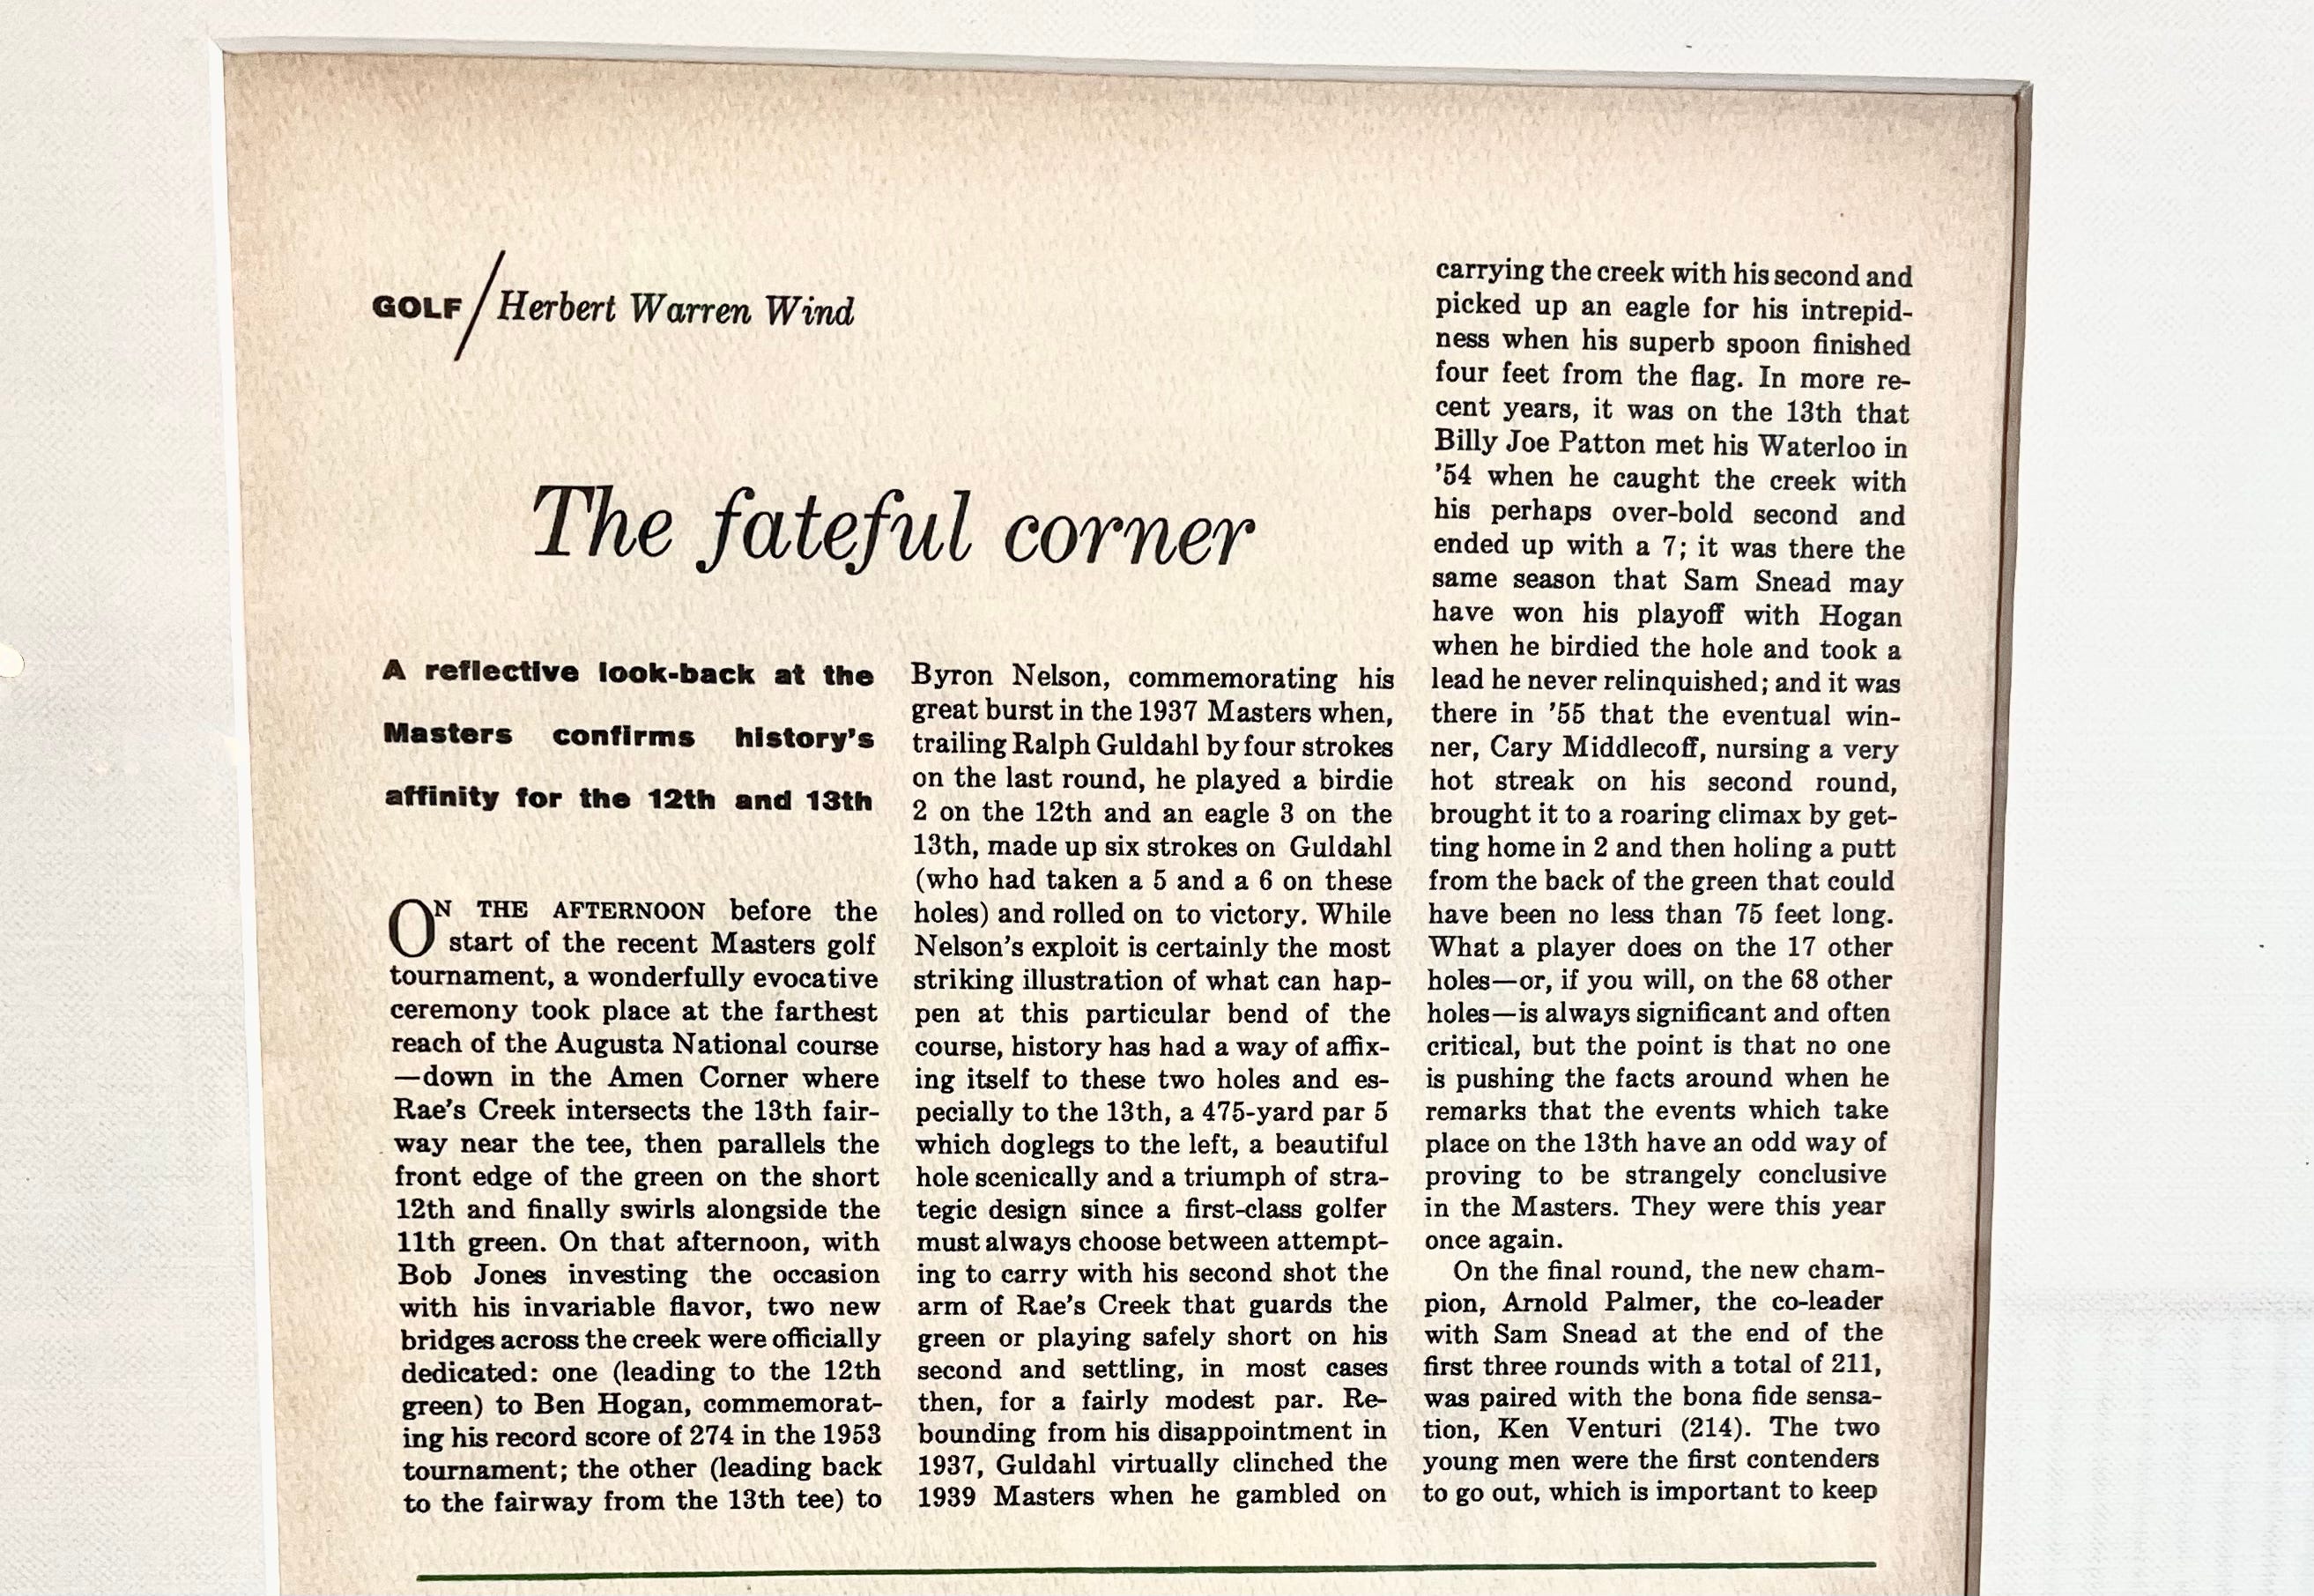 GOLF/Herbert Warren Wind
The fateful corner
A reflective look-back at the
Masters confirms history's
affinity for the 12th and 13th
ON THE AFTERNOON before the
start of the recent Masters golf
tournament, a wonderfully evocative
ceremony took place at the farthest
reach of the Augusta National course
—down in the Amen Corner where
Rae's Creek intersects the 13th fair-
way near the tee, then parallels the
front edge of the green on the short
12th and finally swirls alongside the
11th green. On that afternoon, with
Bob Jones investing the occasion
with his invariable flavor, two new
bridges across the creek were officially
dedicated: one (leading to the 12th
green) to Ben Hogan, commemorat-
ing his record score of 274 in the 1953
tournament; the other (leading back
to the fairway from the 13th tee) to
Byron Nelson, commemorating his
great burst in the 1937 Masters when,
trailing Ralph Guldahl by four strokes
on the last round, he played a birdie
2 on the 12th and an eagle 3 on the
13th, made up six strokes on Guldahl
(who had taken a 5 and a 6 on these
holes) and rolled on to victory. While
Nelson's exploit is certainly the most
striking illustration of what can hap-
pen at this particular bend of the
course, history has had a way of affix-
ing itself to these two holes and es-
pecially to the 13th, a 475-yard par 5
which doglegs to the left, a beautiful
hole scenically and a triumph of stra-
tegic design since a first-class golfer
must always choose between attempt-
ing to carry with his second shot the
arm of Rae's Creek that guards the
green or playing safely short on his
second and settling, in most cases
then, for a fairly modest par. Re-
bounding from his disappointment in
1937, Guldahl virtually clinched the
1939 Masters when he gambled on
carrying the creek with his second and
picked up an eagle for his intrepid-
ness when his superb spoon finished
four feet from the flag. In more re-
cent years, it was on the 13th that
Billy Joe Patton met his Waterloo in
'54 when he caught the creek with
his perhaps over-bold second and
ended up with a 7; it was there the
same season that Sam Snead may
have won his playoff with Hogan
when he birdied the hole and took a
lead he never relinquished; and it was
there in '55 that the eventual win-
ner, Cary Middlecoff, nursing a very
hot streak on his second round,
brought it to a roaring climax by get-
ting home in 2 and then holing a putt
from the back of the green that could
have been no less than 75 feet long.
What a player does on the 17 other
holes—or, if you will, on the 68 other
holes—is always significant and often
critical, but the point is that no one
is pushing the facts around when he
remarks that the events which take
place on the 13th have an odd way of
proving to be strangely conclusive
in the Masters. They were this year
once again.
On the final round, the new cham-
pion, Arnold Palmer, the co-leader
with Sam Snead at the end of the
first three rounds with a total of 211,
was paired with the bona fide sensa-
tion, Ken Venturi (214). The two
young men were the first contenders
to go out, which is important to keep